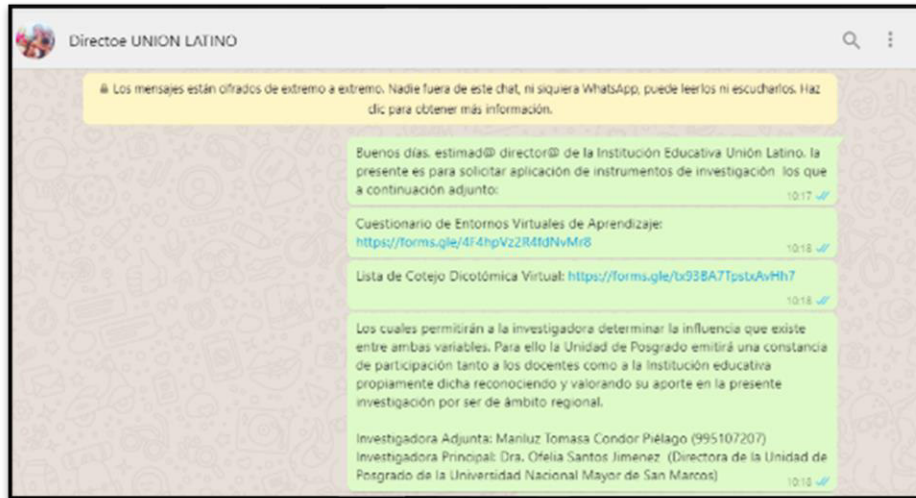 Directoe UNION LATINO
Los mensajes están cifrados de extremo a extremo. Nadie fuera de este chat, ni siquiera WhatsApp, puede leerlos ni escucharlos. Haz
clic para obtener más información.
Buenos días, estimad@ director@ de la Institución Educativa Unión Latino, la
presente es para solicitar aplicación de instrumentos de investigación los que
a continuación adjunto:
10:17
Cuestionario de Entornos Virtuales de Aprendizaje:
https://forms.gle/4F4hpVz2R4fdNvMr8
10:18
Lista de Cotejo Dicotómica Virtual: https://forms.gle/tx93BA7TpstxAvHh7
10:18
Los cuales permitirán a la investigadora determinar la influencia que existe
entre ambas variables. Para ello la Unidad de Posgrado emitirá una constancia
de participación tanto a los docentes como a la Institución educativa
propiamente dicha reconociendo y valorando su aporte en la presente
investigación por ser de ámbito regional.
Investigadora Adjunta: Mariluz Tomasa Condor Piélago (995107207)
Investigadora Principal: Dra. Ofelia Santos Jimenez (Directora de la Unidad de
Posgrado de la Universidad Nacional Mayor de San Marcos)
10:18